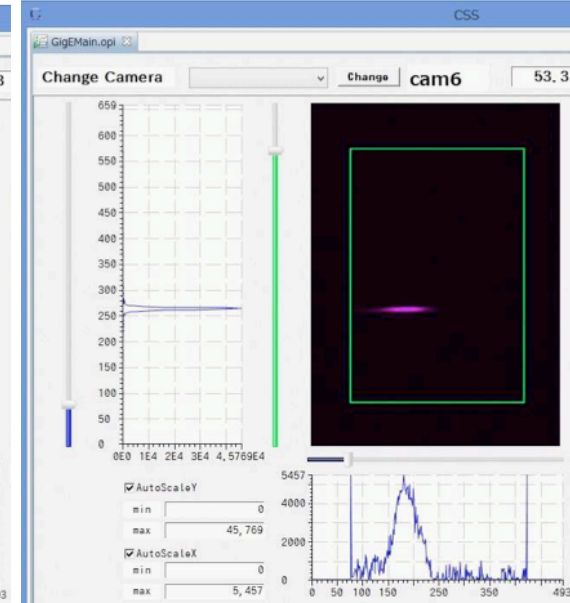 CSS
GigEMain.opi
Change Camera Change cam6 53.3
659
600
550
500
450
400
350
300
250
200
150
100
50
0
0E0 1E4 2E4 3E4 4,5769E4
AutoScaleY
min 0
max 45,769
AutoScaleX
min 0
max 5,457
5457
4000
2000
0
0 50 100 150 250 350 493